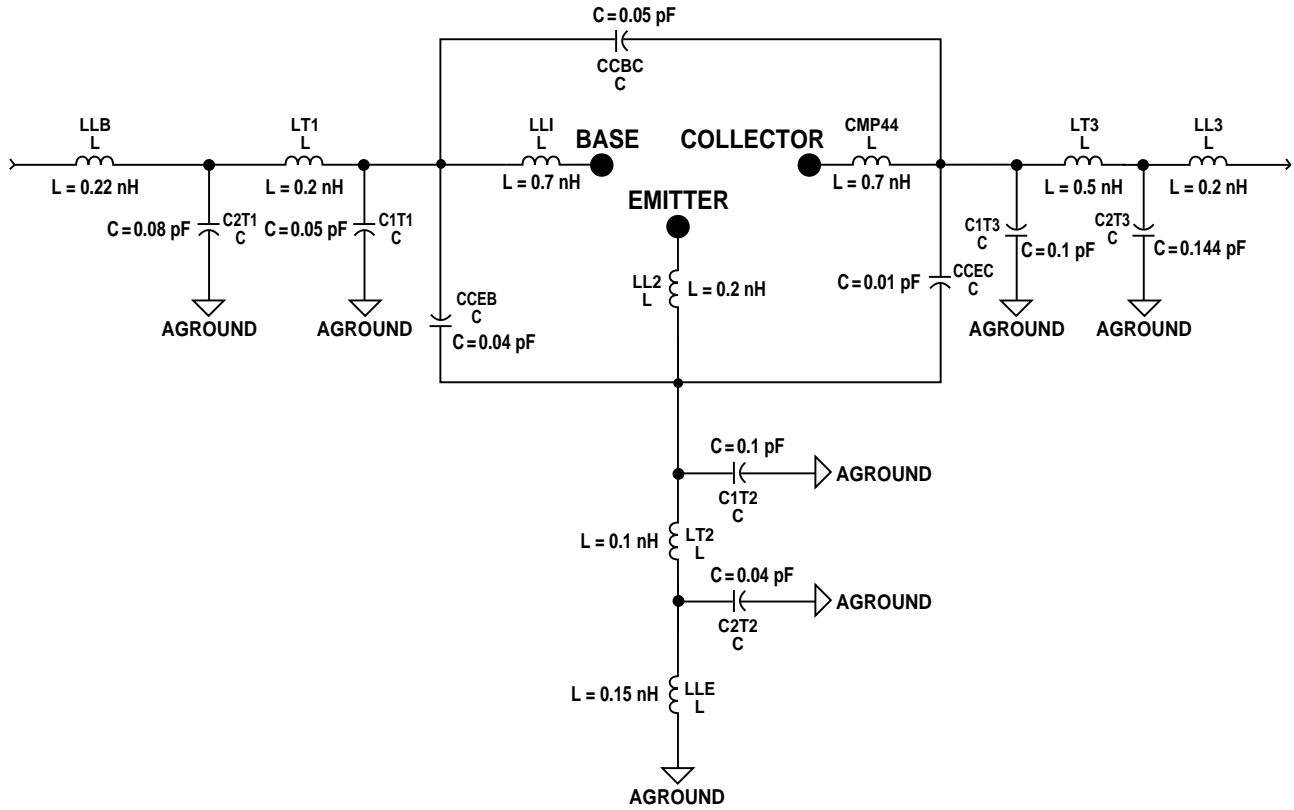 C = 0.05 pF
CCBC
C
LLB
L
L = 0.22 nH
LT1
L
L = 0.2 nH
LLI
L
L = 0.7 nH
BASE
COLLECTOR
CMP44
L
L = 0.7 nH
LT3
L
L = 0.5 nH
LL3
L
L = 0.2 nH
EMITTER
C = 0.08 pF
C2T1
C
C = 0.05 pF
C1T1
C
AGROUND
AGROUND
CCEB
C
C = 0.04 pF
LL2
L
L = 0.2 nH
C = 0.01 pF
CCEC
C
C1T3
C
C = 0.1 pF
C2T3
C
C = 0.144 pF
AGROUND
AGROUND
C = 0.1 pF
C1T2
C
AGROUND
L = 0.1 nH
LT2
L
C = 0.04 pF
C2T2
C
AGROUND
L = 0.15 nH
LLE
L
AGROUND